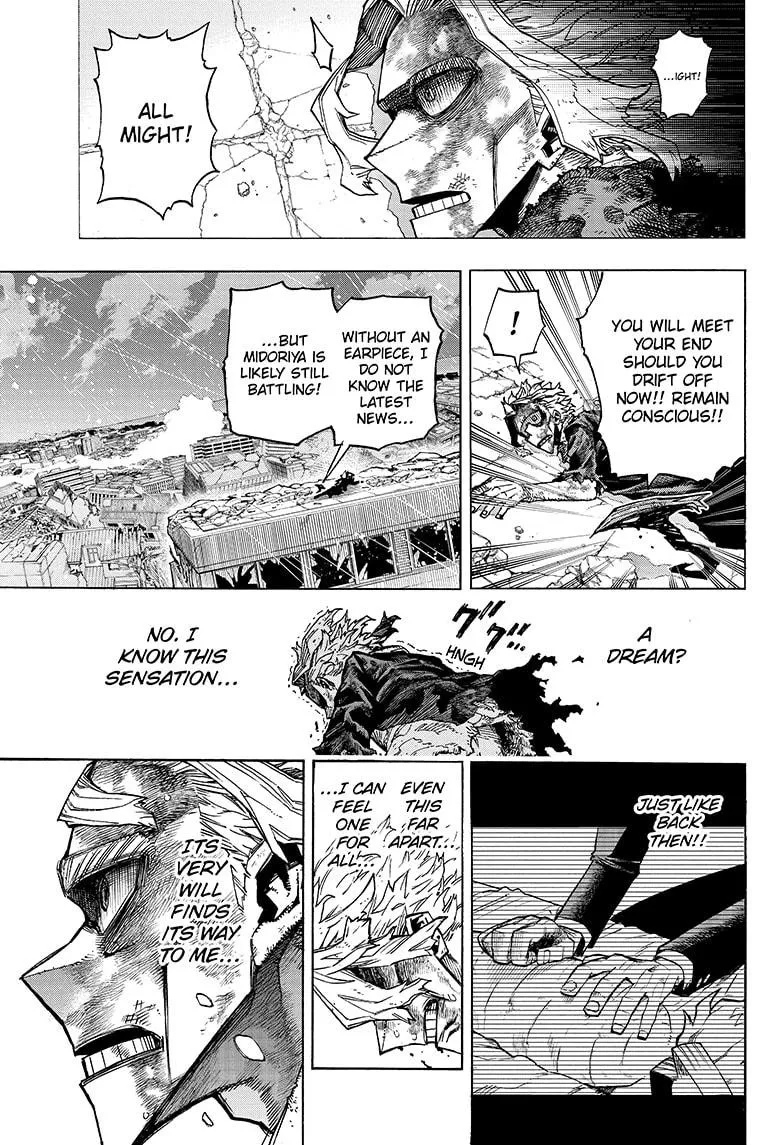 ...IGHT!
ALL
MIGHT!
YOU WILL MEET
YOUR END
SHOULD YOU
DRIFT OFF
NOW!! REMAIN
CONSCIOUS!!
!
WITHOUT AN
EARPIECE, I
DO NOT
KNOW THE
LATEST
NEWS...
...BUT
MIDORIYA IS
LIKELY STILL
BATTLING!
A
DREAM?
グググ...
HNGH
NO. I
KNOW THIS
SENSATION...
JUST LIKE
BACK
THEN!!
EVEN
THIS
FAR
APART...
...I CAN
FEEL
ONE
FOR
ALL...
ITS
VERY
WILL
FINDS
ITS WAY
TO ME...